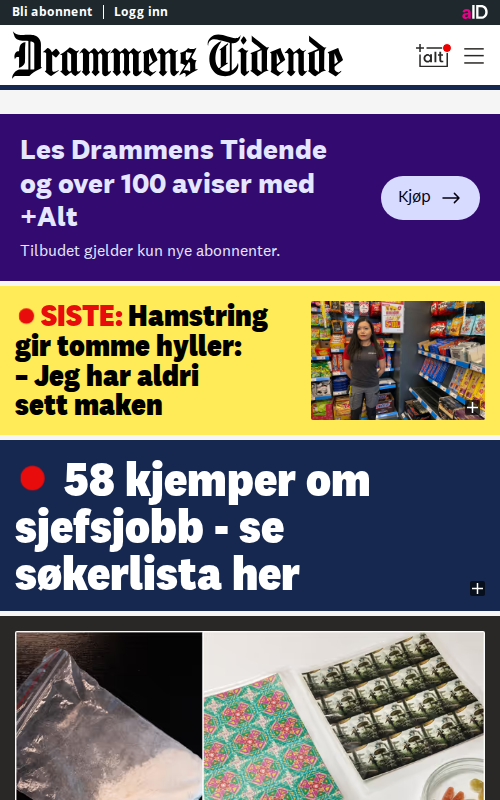 Bli abonnent | Logg inn
aID
Drammens Tidende
+alt
Les Drammens Tidende
og over 100 aviser med
+Alt
Kjøp →
Tilbudet gjelder kun nye abonnenter.
SISTE: Hamstring
gir tomme hyller:
– Jeg har aldri
sett maken
58 kjemper om
sjefsjobb - se
søkerlista her